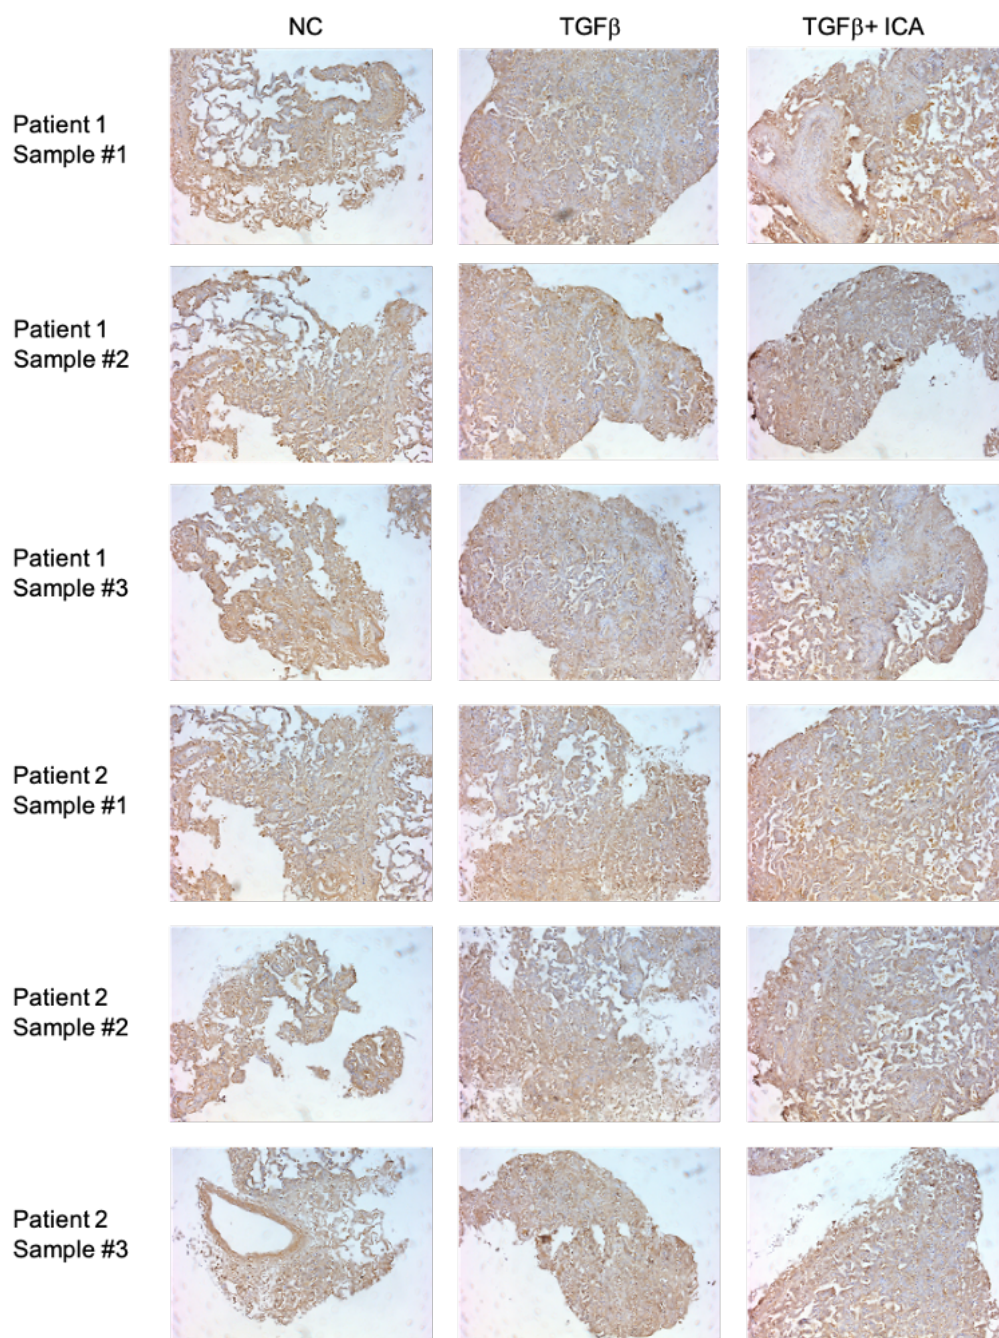 NC TGFβ TGFβ+ ICA
Patient 1
Sample #1
Patient 1
Sample #2
Patient 1
Sample #3
Patient 2
Sample #1
Patient 2
Sample #2
Patient 2
Sample #3